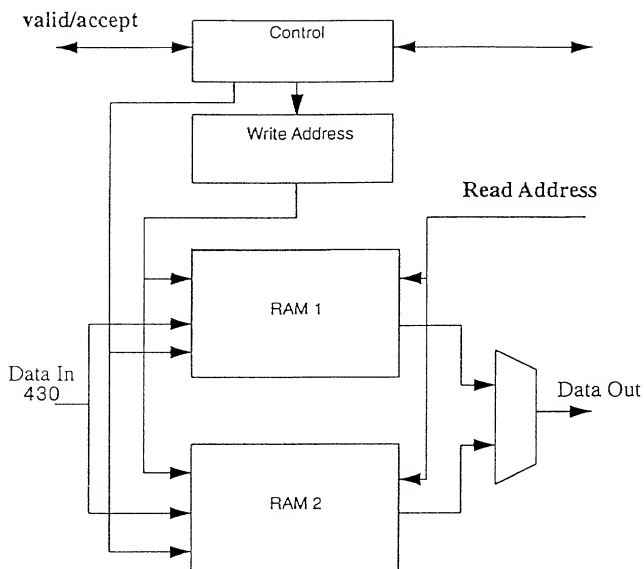 valid/accept
Control
Write Address
Read Address
RAM 1
Data In
430
Data Out
RAM 2